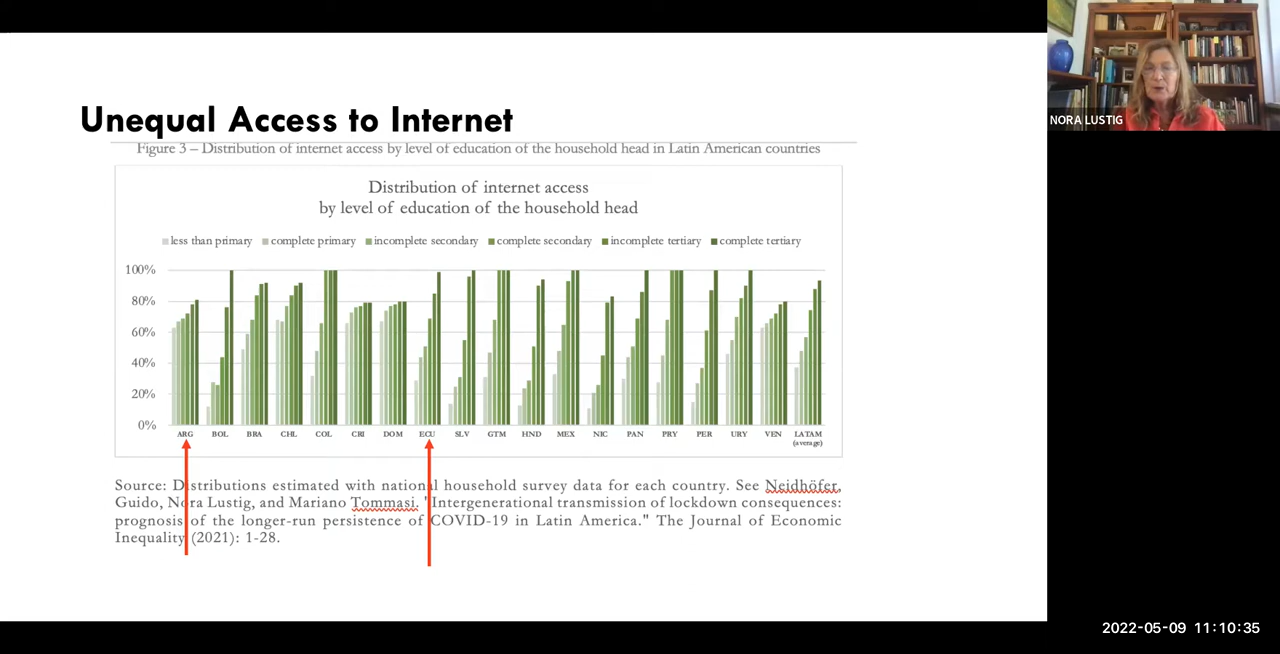 Unequal Access to Internet
Figure 3 – Distribution of internet access by level of education of the household head in Latin American countries
Distribution of internet access
by level of education of the household head
less than primary complete primary incomplete secondary complete secondary incomplete tertiary complete tertiary
100%
80%
60%
40%
20%
0%
ARG BOL BRA CHL COL CRI DOM ECU SLV GTM HND MEX NIC PAN PRY PER URY VEN LATAM
(average)
Source: Distributions estimated with national household survey data for each country. See Neidhöfer,
Guido, Nora Lustig, and Mariano Tommasi. "Intergenerational transmission of lockdown consequences:
prognosis of the longer-run persistence of COVID-19 in Latin America." The Journal of Economic
Inequality (2021): 1-28.
NORA LUSTIG
2022-05-09 11:10:35